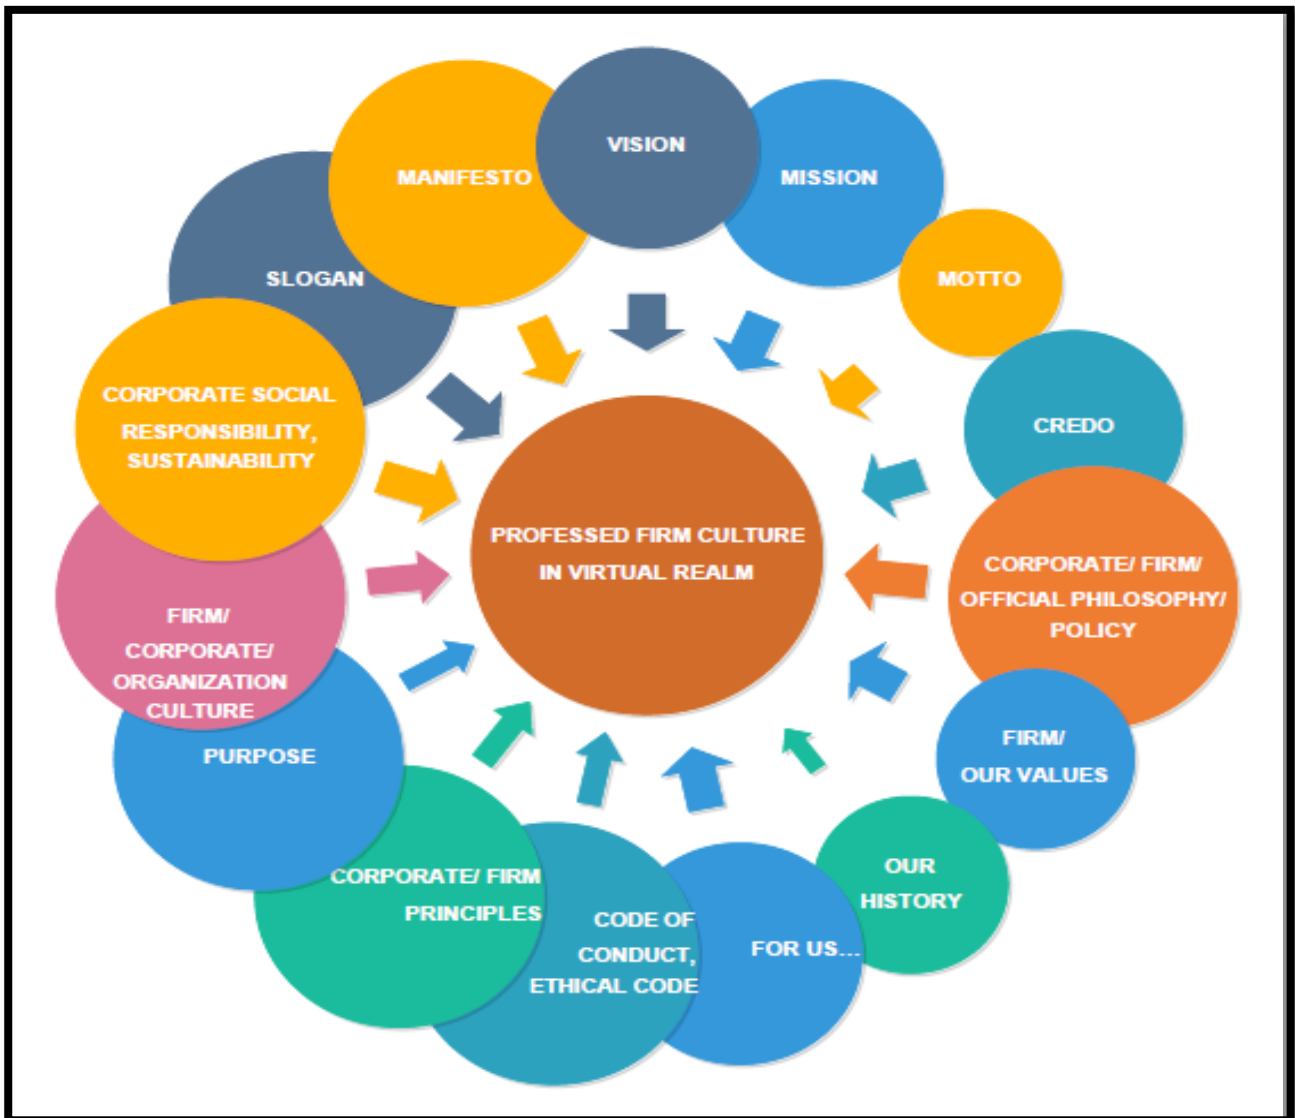 VISION
MISSION
MOTTO
CREDO
CORPORATE/ FIRM/
OFFICIAL PHILOSOPHY/
POLICY
FIRM/
OUR VALUES
OUR
HISTORY
FOR US...
CODE OF
CONDUCT,
ETHICAL CODE
CORPORATE/ FIRM
PRINCIPLES
PURPOSE
FIRM/
CORPORATE/
ORGANIZATION
CULTURE
CORPORATE SOCIAL
RESPONSIBILITY,
SUSTAINABILITY
SLOGAN
MANIFESTO
PROFESSED FIRM CULTURE
IN VIRTUAL REALM